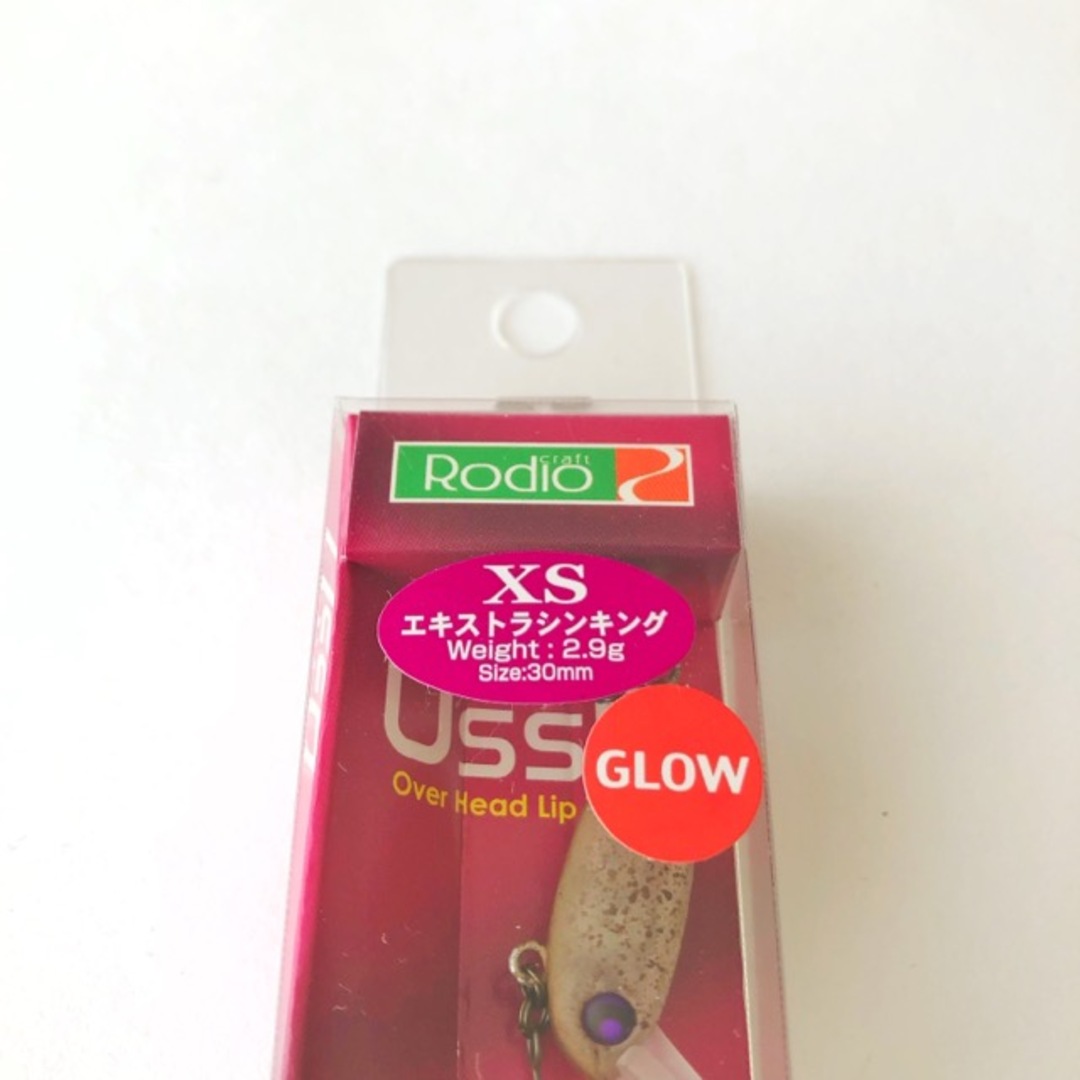 Rodio craft
XS
エキストラシンキング
Weight : 2.9g
Size:30mm
USS
GLOW
Over Head Lip